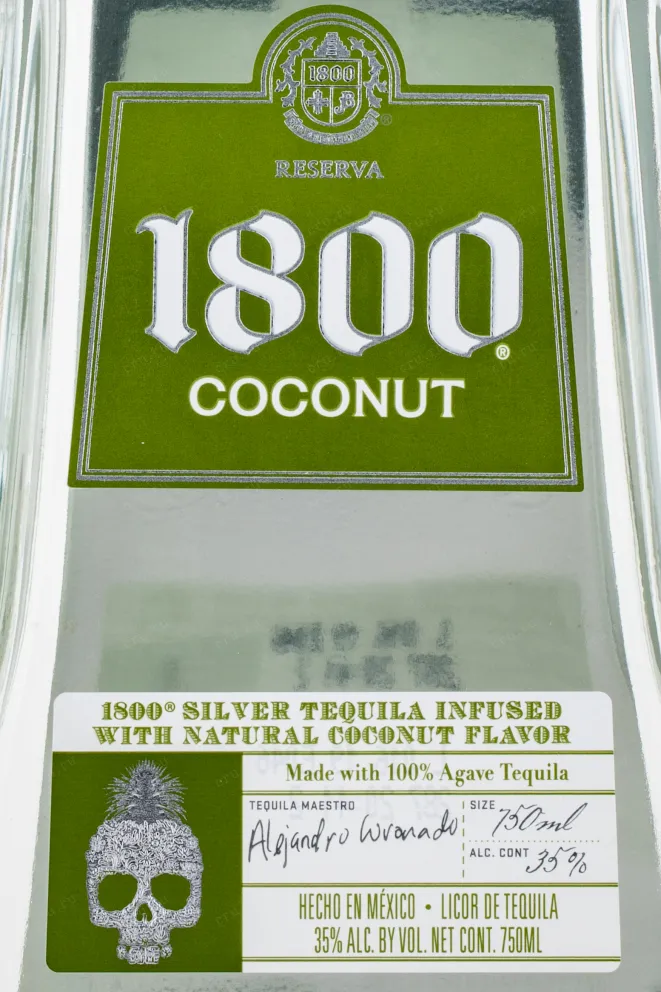 1800
RESERVA
1800®
COCONUT
1800® SILVER TEQUILA INFUSED
WITH NATURAL COCONUT FLAVOR
Made with 100% Agave Tequila
TEQUILA MAESTRO
Alejandro Coronado
SIZE 750ml
ALC. CONT 35%
HECHO EN MÉXICO • LICOR DE TEQUILA
35% ALC. BY VOL. NET CONT. 750ML